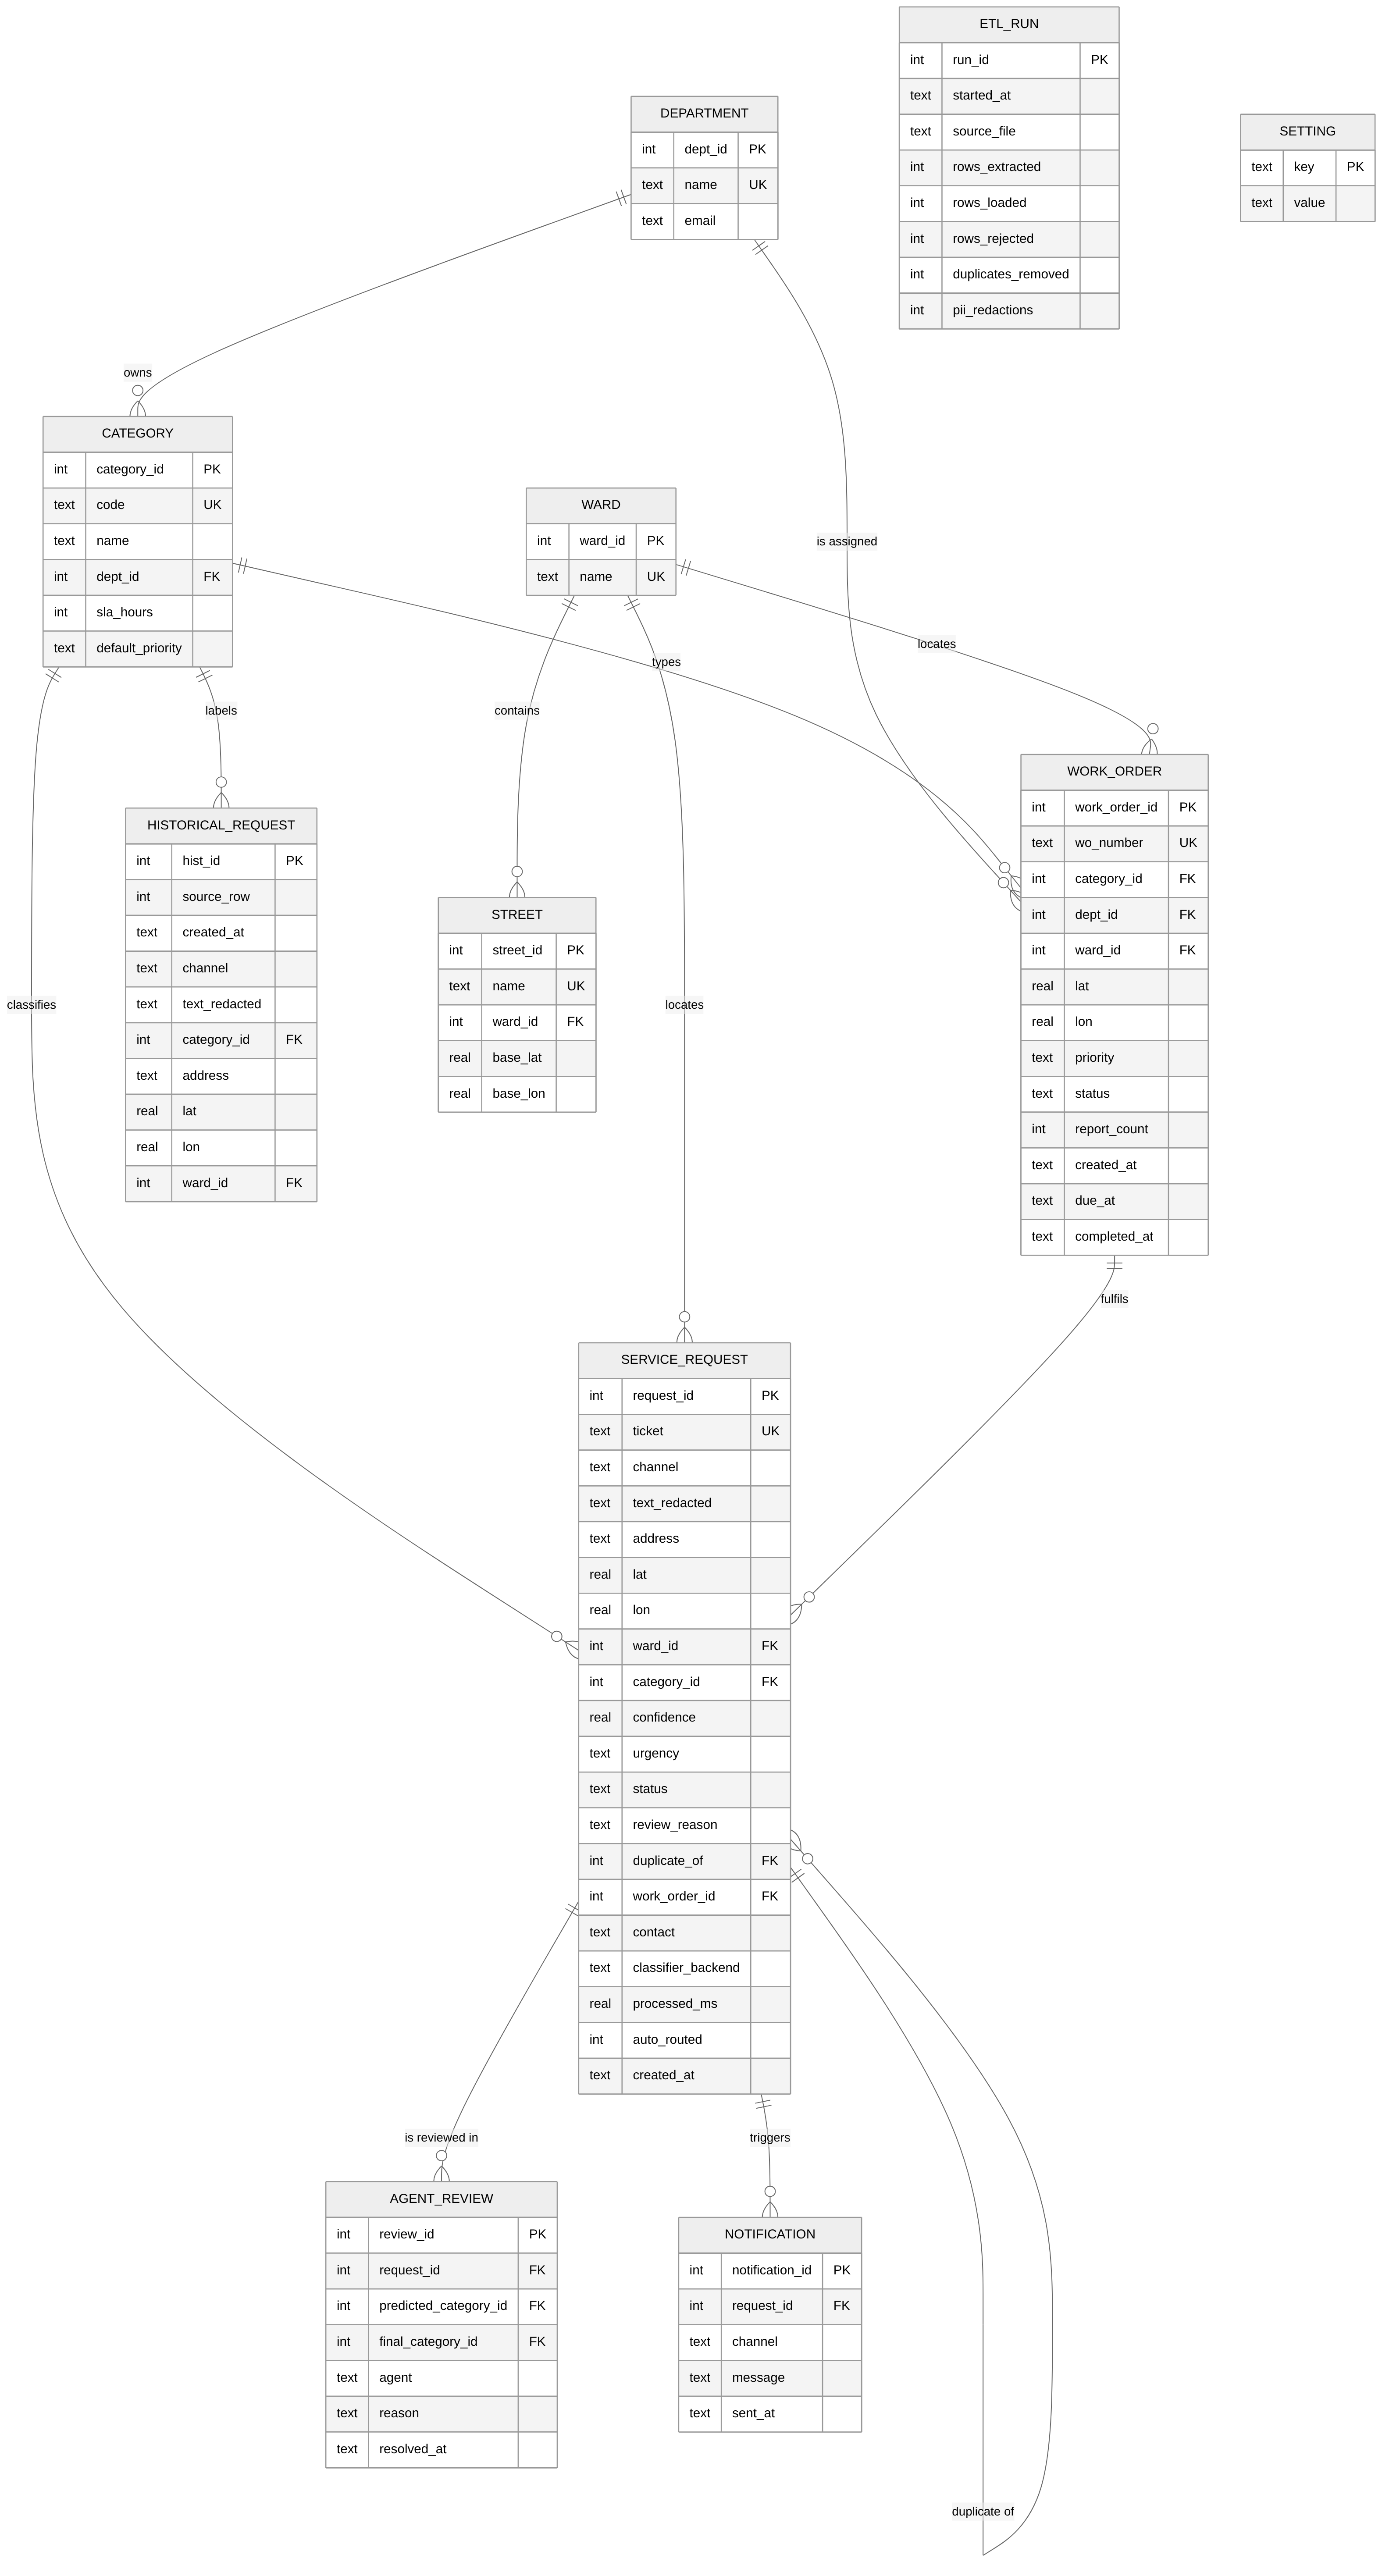 ETL_RUN
int run_id PK
text started_at
text source_file
int rows_extracted
int rows_loaded
int rows_rejected
int duplicates_removed
int pii_redactions
DEPARTMENT
int dept_id PK
text name UK
text email
SETTING
text key PK
text value
owns
is assigned
CATEGORY
int category_id PK
text code UK
text name
int dept_id FK
int sla_hours
text default_priority
WARD
int ward_id PK
text name UK
locates
types
labels
contains
WORK_ORDER
int work_order_id PK
text wo_number UK
int category_id FK
int dept_id FK
int ward_id FK
real lat
real lon
text priority
text status
int report_count
text created_at
text due_at
text completed_at
HISTORICAL_REQUEST
int hist_id PK
int source_row
text created_at
text channel
text text_redacted
int category_id FK
text address
real lat
real lon
int ward_id FK
STREET
int street_id PK
text name UK
int ward_id FK
real base_lat
real base_lon
classifies
locates
fulfils
SERVICE_REQUEST
int request_id PK
text ticket UK
text channel
text text_redacted
text address
real lat
real lon
int ward_id FK
int category_id FK
real confidence
text urgency
text status
text review_reason
int duplicate_of FK
int work_order_id FK
text contact
text classifier_backend
real processed_ms
int auto_routed
text created_at
is reviewed in
triggers
AGENT_REVIEW
int review_id PK
int request_id FK
int predicted_category_id FK
int final_category_id FK
text agent
text reason
text resolved_at
NOTIFICATION
int notification_id PK
int request_id FK
text channel
text message
text sent_at
duplicate of